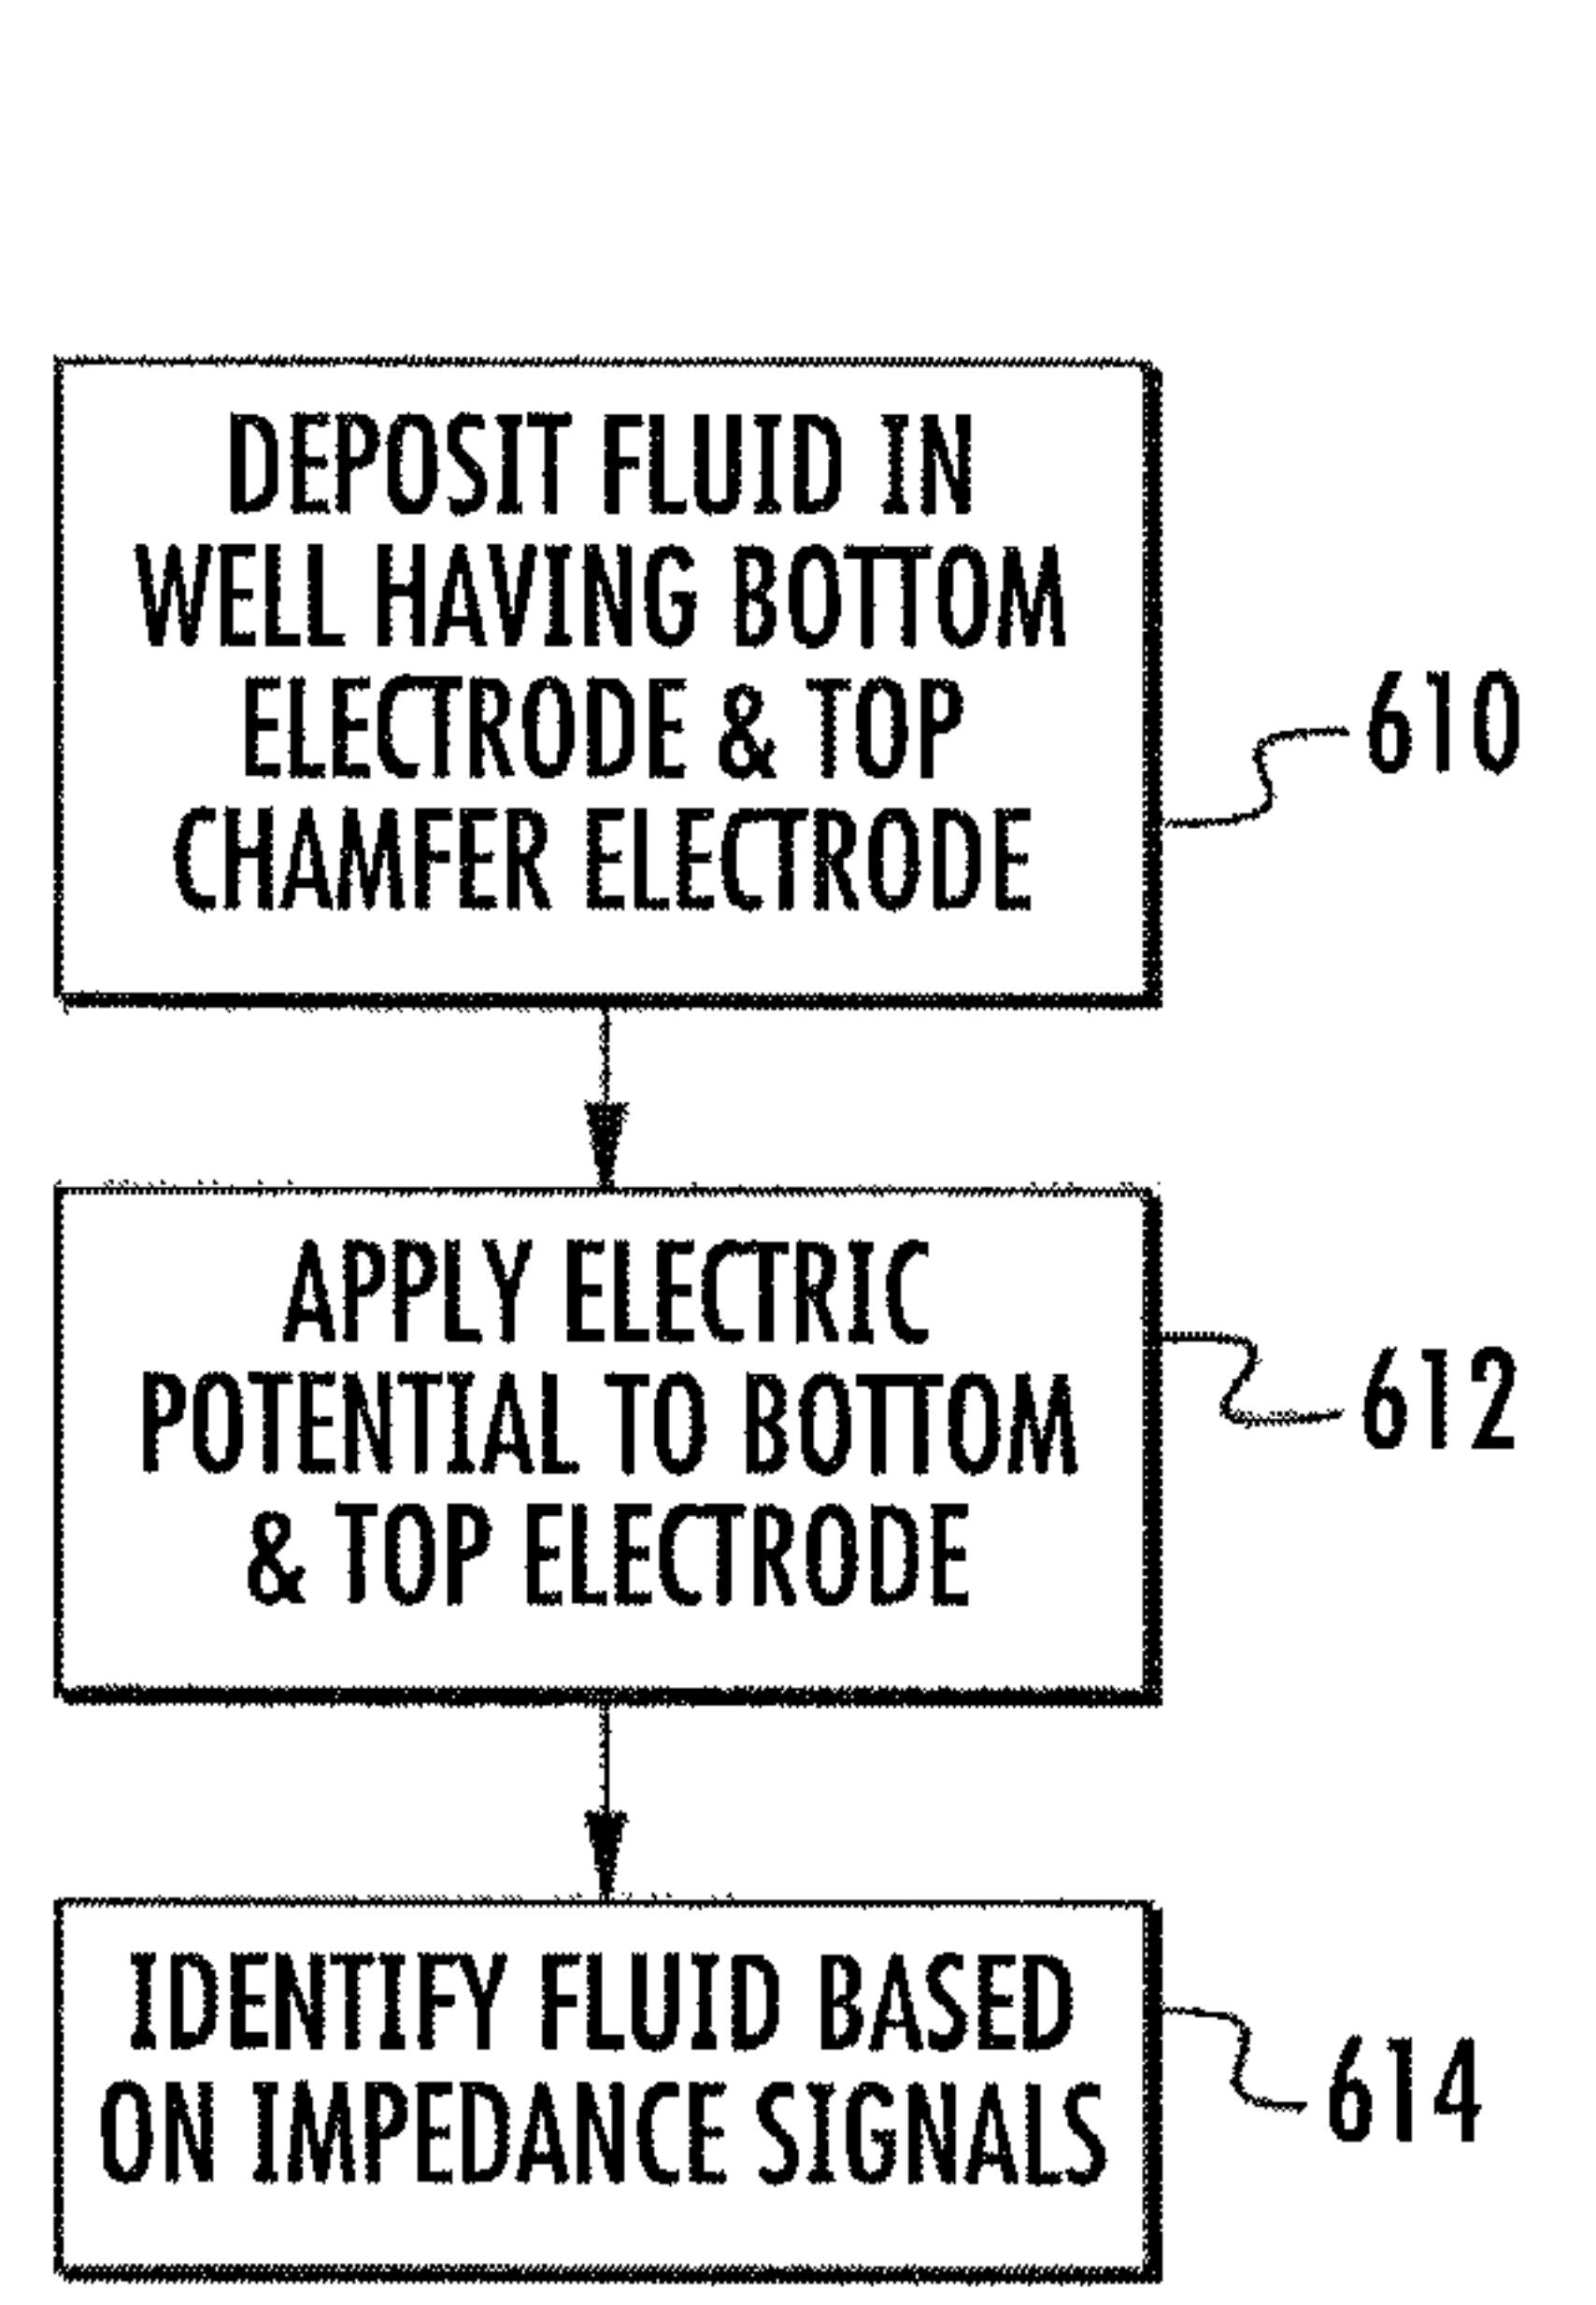 DEPOSIT FLUID IN
WELL HAVING BOTTOM
ELECTRODE & TOP
CHAMFER ELECTRODE
610
APPLY ELECTRIC
POTENTIAL TO BOTTOM
& TOP ELECTRODE
612
IDENTIFY FLUID BASED
ON IMPEDANCE SIGNALS
614